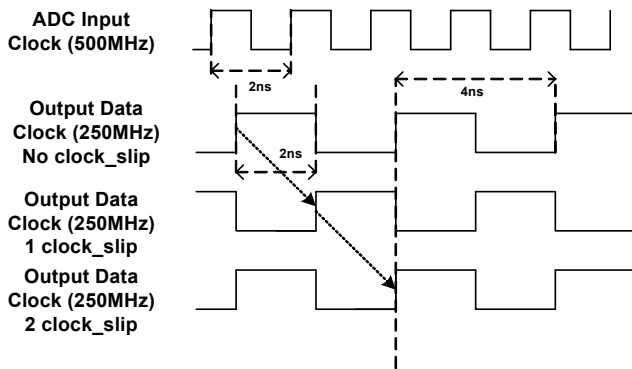 ADC Input
Clock (500MHz)
2ns
4ns
Output Data
Clock (250MHz)
No clock_slip
2ns
Output Data
Clock (250MHz)
1 clock_slip
Output Data
Clock (250MHz)
2 clock_slip